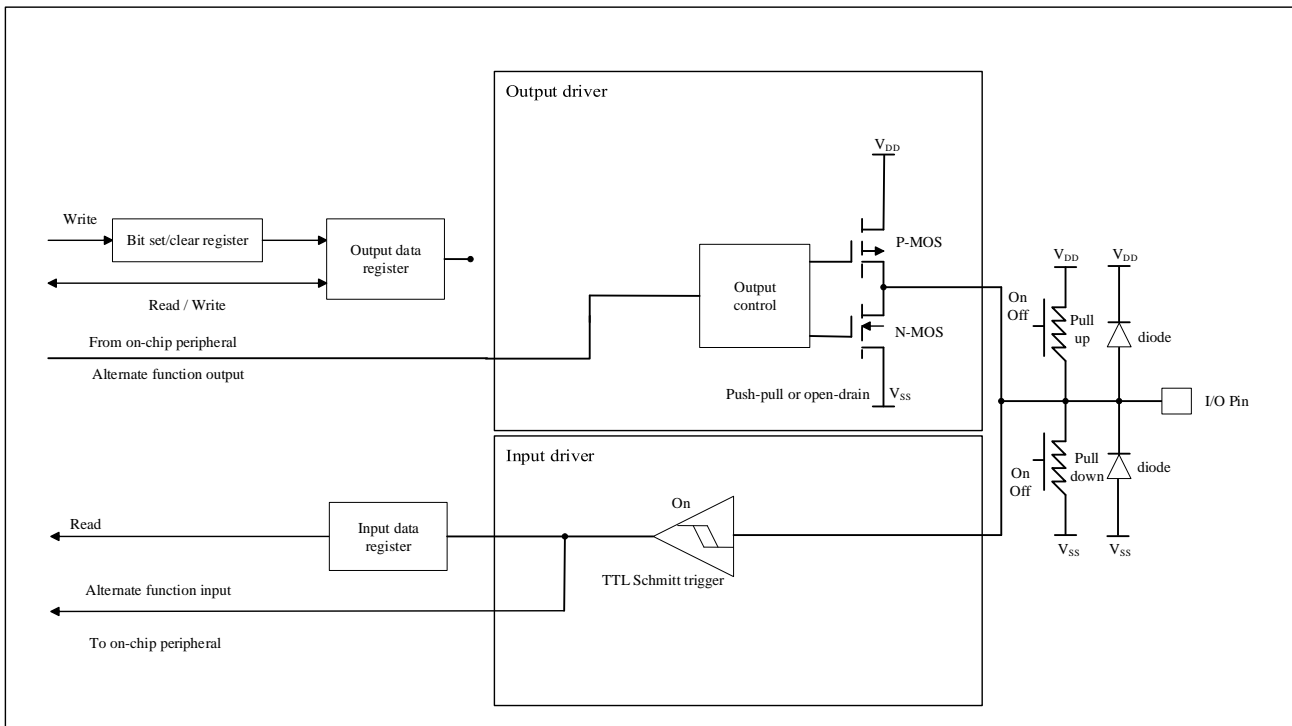 Output driver
V_DD
Write
Bit set/clear register
Output data
register
P-MOS
Read / Write
Output
control
N-MOS
From on-chip peripheral
Alternate function output
Push-pull or open-drain
V_SS
V_DD
V_DD
On
Off
Pull
up
diode
I/O Pin
On
Off
Pull
down
diode
V_SS
V_SS
Input driver
On
Read
Input data
register
TTL Schmitt trigger
Alternate function input
To on-chip peripheral